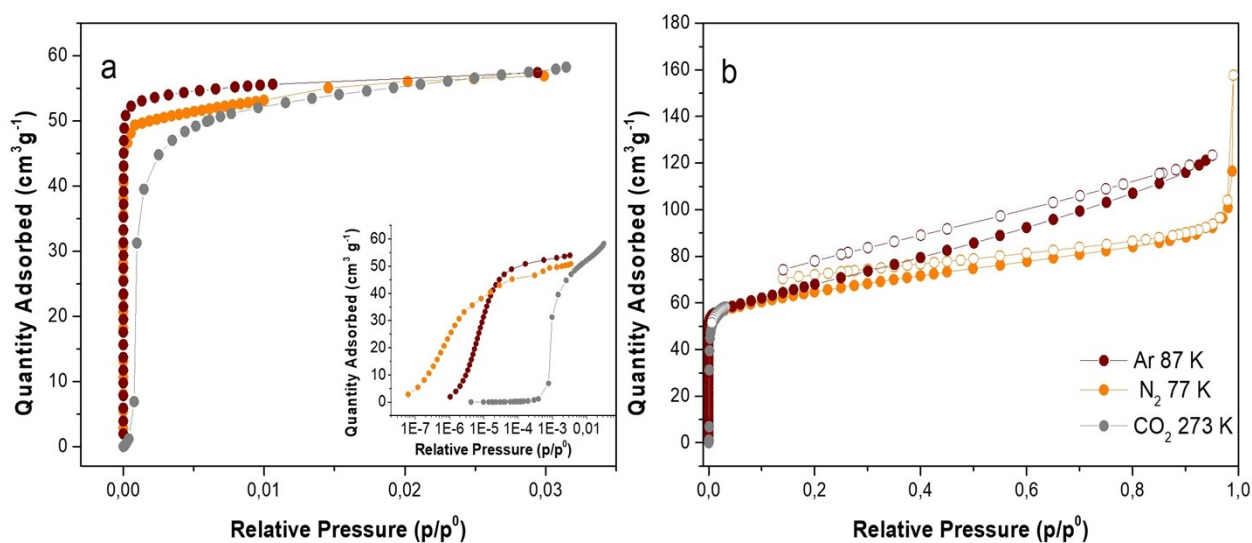 a
Quantity Adsorbed (cm³g⁻¹)
60
50
40
30
20
10
0
0,00
0,01
0,02
0,03
Relative Pressure (p/p⁰)
Quantity Adsorbed (cm³ g⁻¹)
60
50
40
30
20
10
0
1E-7
1E-6
1E-5
1E-4
1E-3
0,01
Relative Pressure (p/p⁰)
b
Quantity Adsorbed (cm³g⁻¹)
180
160
140
120
100
80
60
40
20
0
0,0
0,2
0,4
0,6
0,8
1,0
Relative Pressure (p/p⁰)
Ar 87 K
N₂ 77 K
CO₂ 273 K